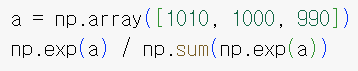 a = np.array([1010, 1000, 990])
np.exp(a) / np.sum(np.exp(a))